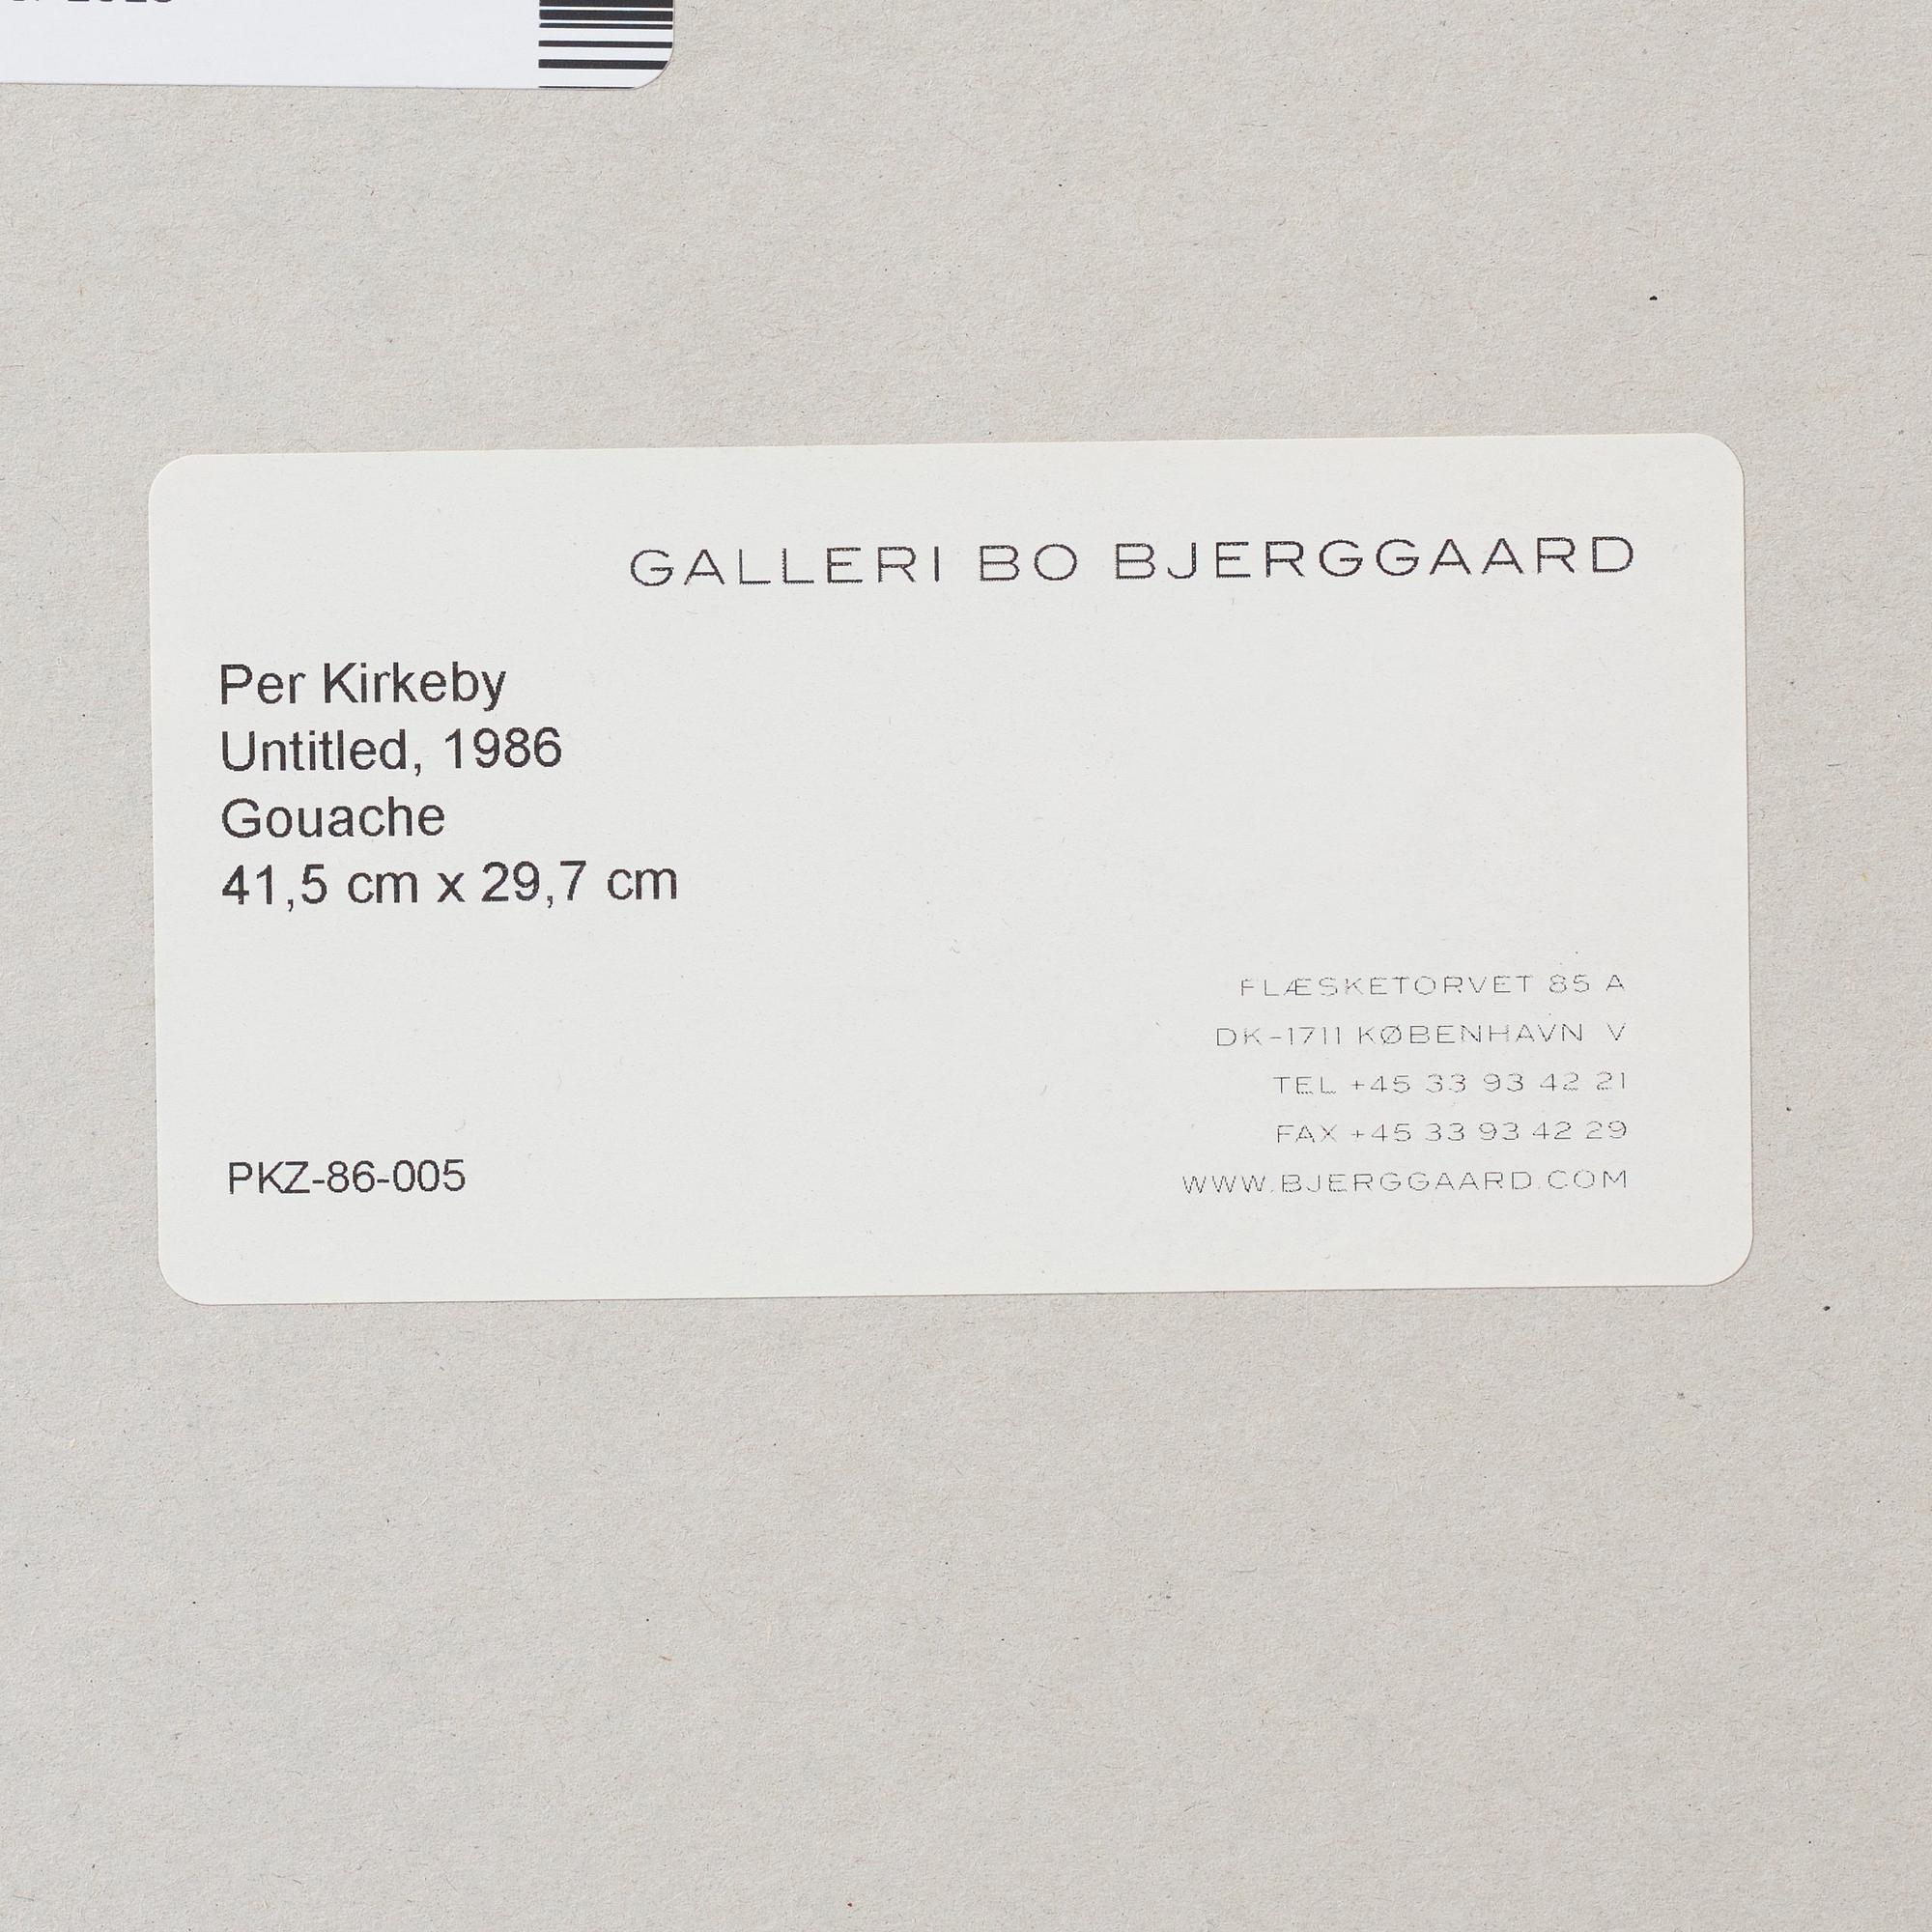 GALLERI BO BJERGGAARD
Per Kirkeby
Untitled, 1986
Gouache
41,5 cm x 29,7 cm
FLÆSKETORVET 85 A
DK-1711 KØBENHAVN V
TEL +45 33 93 42 21
FAX +45 33 93 42 29
WWW.BJERGGAARD.COM
PKZ-86-005